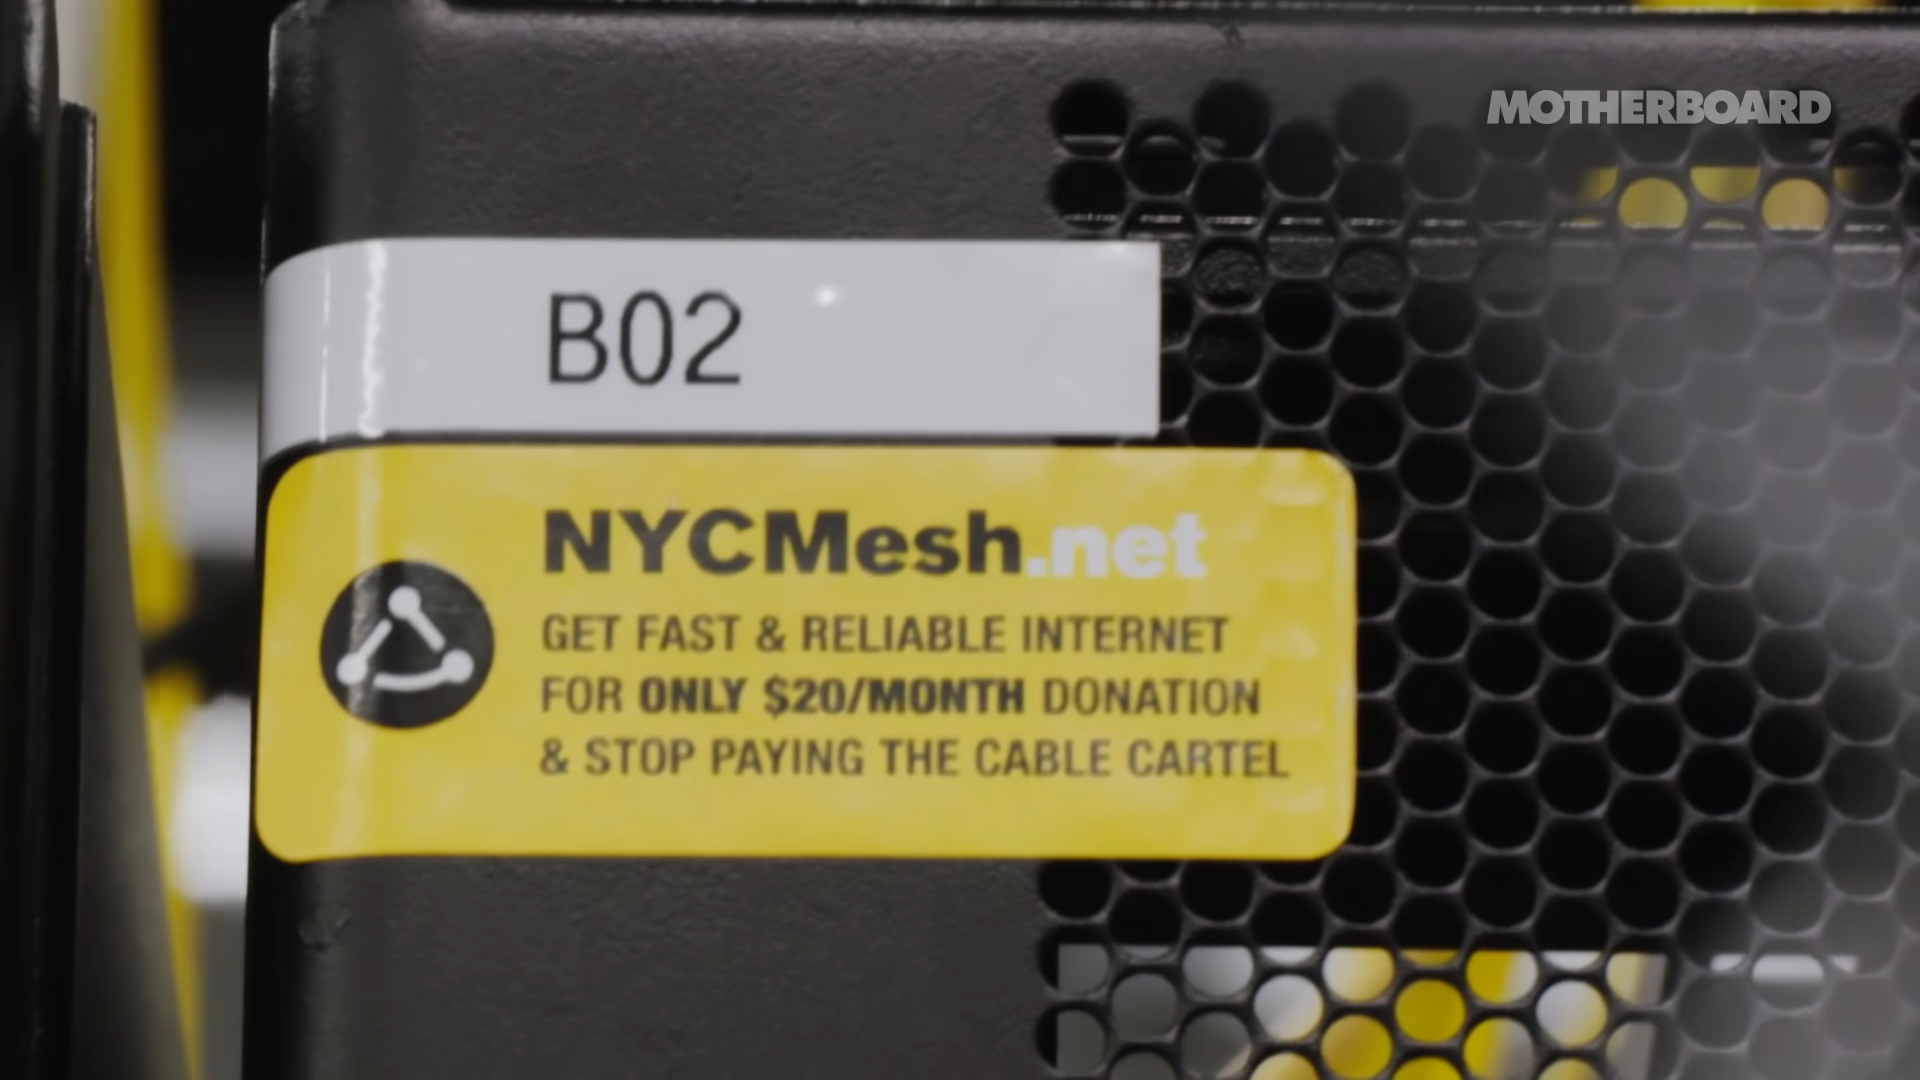 MOTHERBOARD
B02
NYCMesh.net
GET FAST & RELIABLE INTERNET
FOR ONLY $20/MONTH DONATION
& STOP PAYING THE CABLE CARTEL